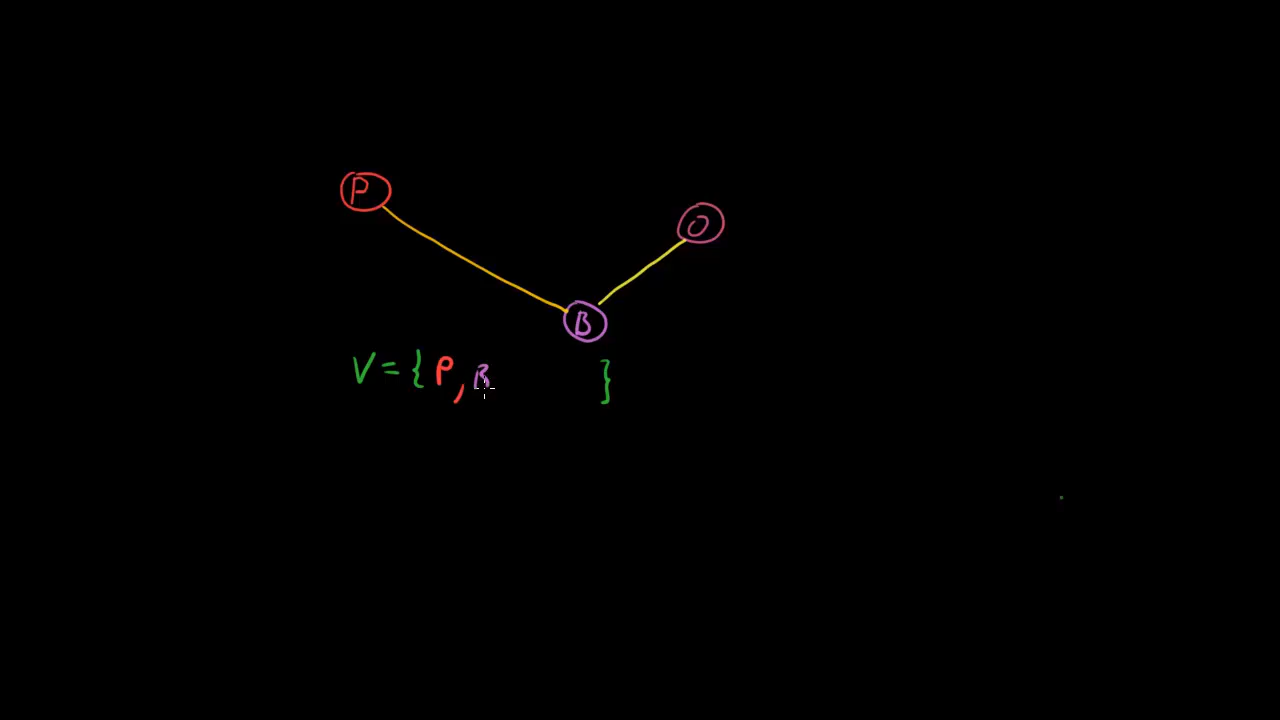 P
O
B
V = { P, B }